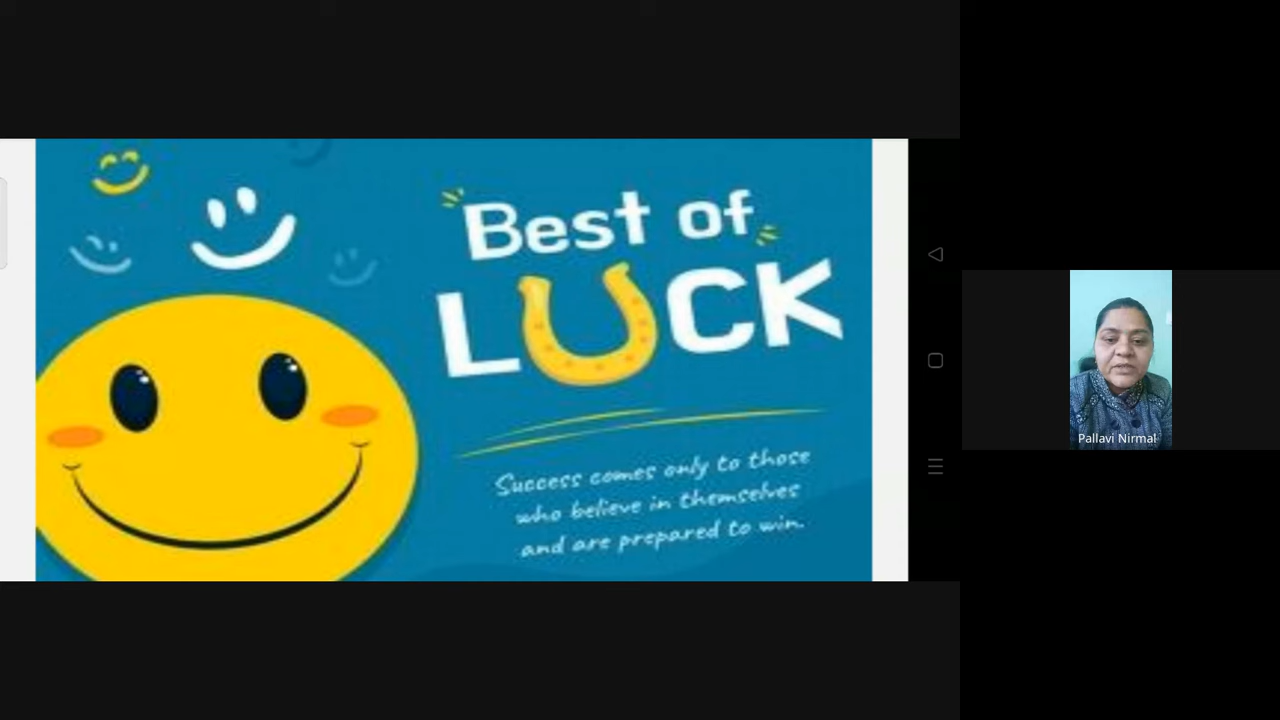 Best of
LUCK
Success comes only to those
who believe in themselves
and are prepared to win.
Pallavi Nirmal